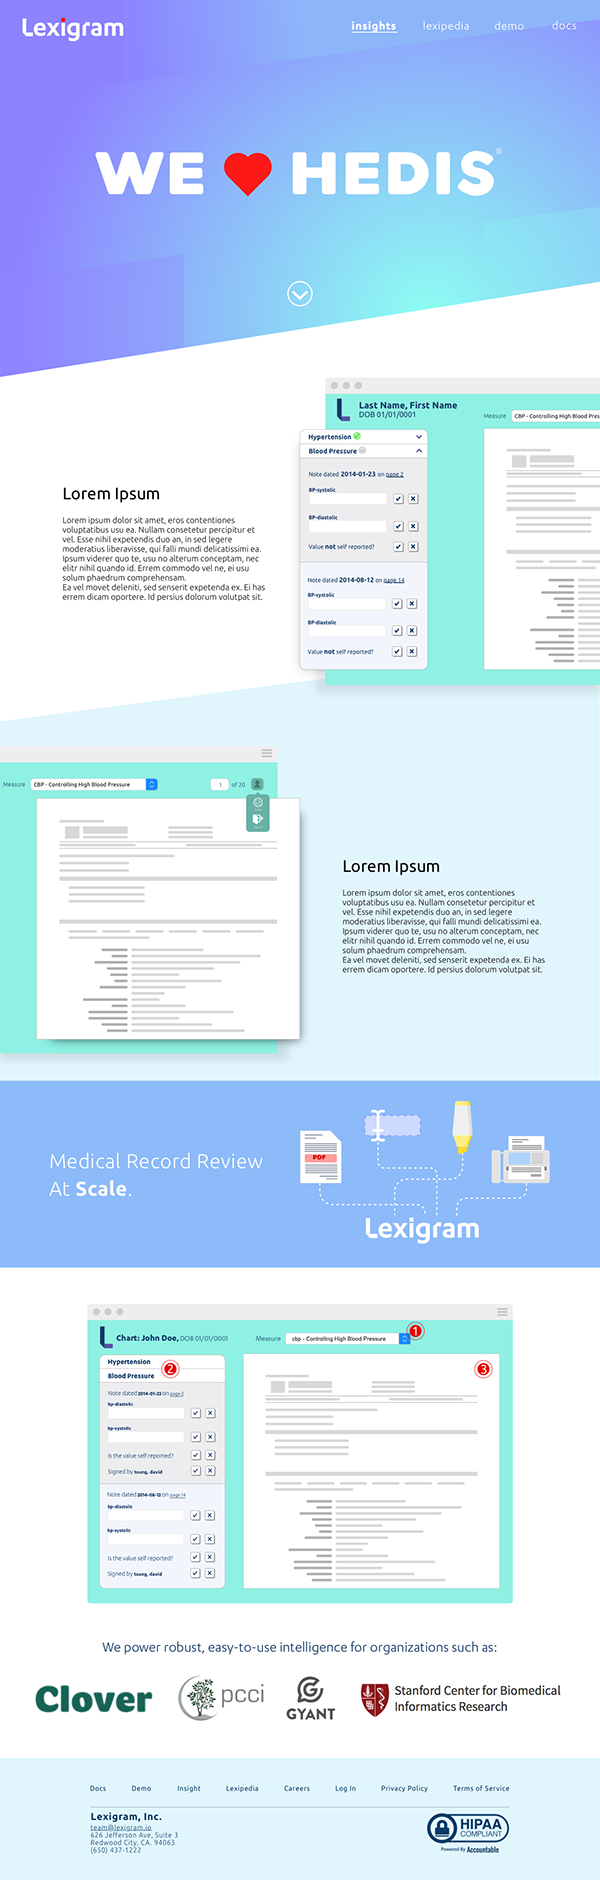 Lexigram
insights lexipedia demo docs
WE HEDIS®
Last Name, First Name
DOB 01/01/0001
Measure CBP - Controlling High Blood Pressure
Hypertension
Blood Pressure
Note dated 2014-01-23 on page 2
BP-systolic
BP-diastolic
Value not self reported?
Note dated 2014-08-12 on page 14
BP-systolic
BP-diastolic
Value not self reported?
Lorem Ipsum
Lorem ipsum dolor sit amet, eros contentiones
voluptatibus usu ea. Nullam consetetur percipitur et
vel. Esse nihil expetendis duo an, in sed legere
moderatius liberavisse, qui falli mundi delicatissimi ea.
Ipsum viderer quo te, usu no alterum conceptam, nec
elitr nihil quando id. Errem commodo vel ne, ei usu
solum phaedrum comprehensam.
Ea vel movet deleniti, sed senserit expetenda ex. Ei has
errem dicam oportere. Id persius dolorum volutpat sit.
Measure CBP - Controlling High Blood Pressure 1 of 20
Lorem Ipsum
Lorem ipsum dolor sit amet, eros contentiones
voluptatibus usu ea. Nullam consetetur percipitur et
vel. Esse nihil expetendis duo an, in sed legere
moderatius liberavisse, qui falli mundi delicatissimi ea.
Ipsum viderer quo te, usu no alterum conceptam, nec
elitr nihil quando id. Errem commodo vel ne, ei usu
solum phaedrum comprehensam.
Ea vel movet deleniti, sed senserit expetenda ex. Ei has
errem dicam oportere. Id persius dolorum volutpat sit.
Medical Record Review
At Scale.
PDF
Lexigram
Chart: John Doe, DOB 01/01/0001
Measure cbp - Controlling High Blood Pressure 1
Hypertension
Blood Pressure 2
3
Note dated 2014-01-23 on page 2
bp-diastolic
bp-systolic
Is the value self reported?
Signed by tsung, david
Note dated 2014-08-12 on page 14
bp-diastolic
bp-systolic
Is the value self reported?
Signed by tsung, david
We power robust, easy-to-use intelligence for organizations such as:
Clover
pcci
GYANT
Stanford Center for Biomedical
Informatics Research
Docs Demo Insight Lexipedia Careers Log In Privacy Policy Terms of Service
Lexigram, Inc.
team@lexigram.io
626 Jefferson Ave, Suite 3
Redwood City, CA. 94063
(650) 437-1222
HIPAA
COMPLIANT
Powered By Accountable